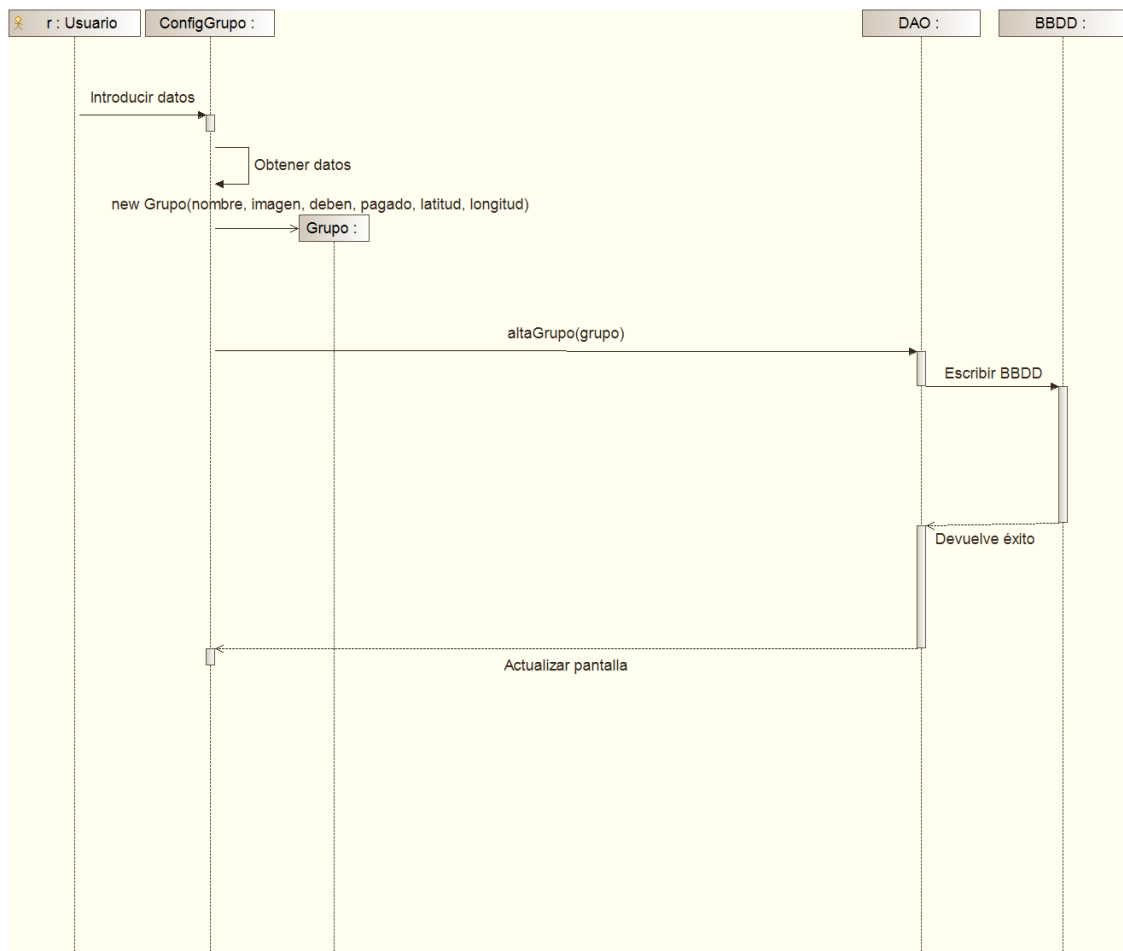 r : Usuario
ConfigGrupo :
DAO :
BBDD :
Introducir datos
Obtener datos
new Grupo(nombre, imagen, deben, pagado, latitud, longitud)
Grupo :
altaGrupo(grupo)
Escribir BBDD
Devuelve éxito
Actualizar pantalla